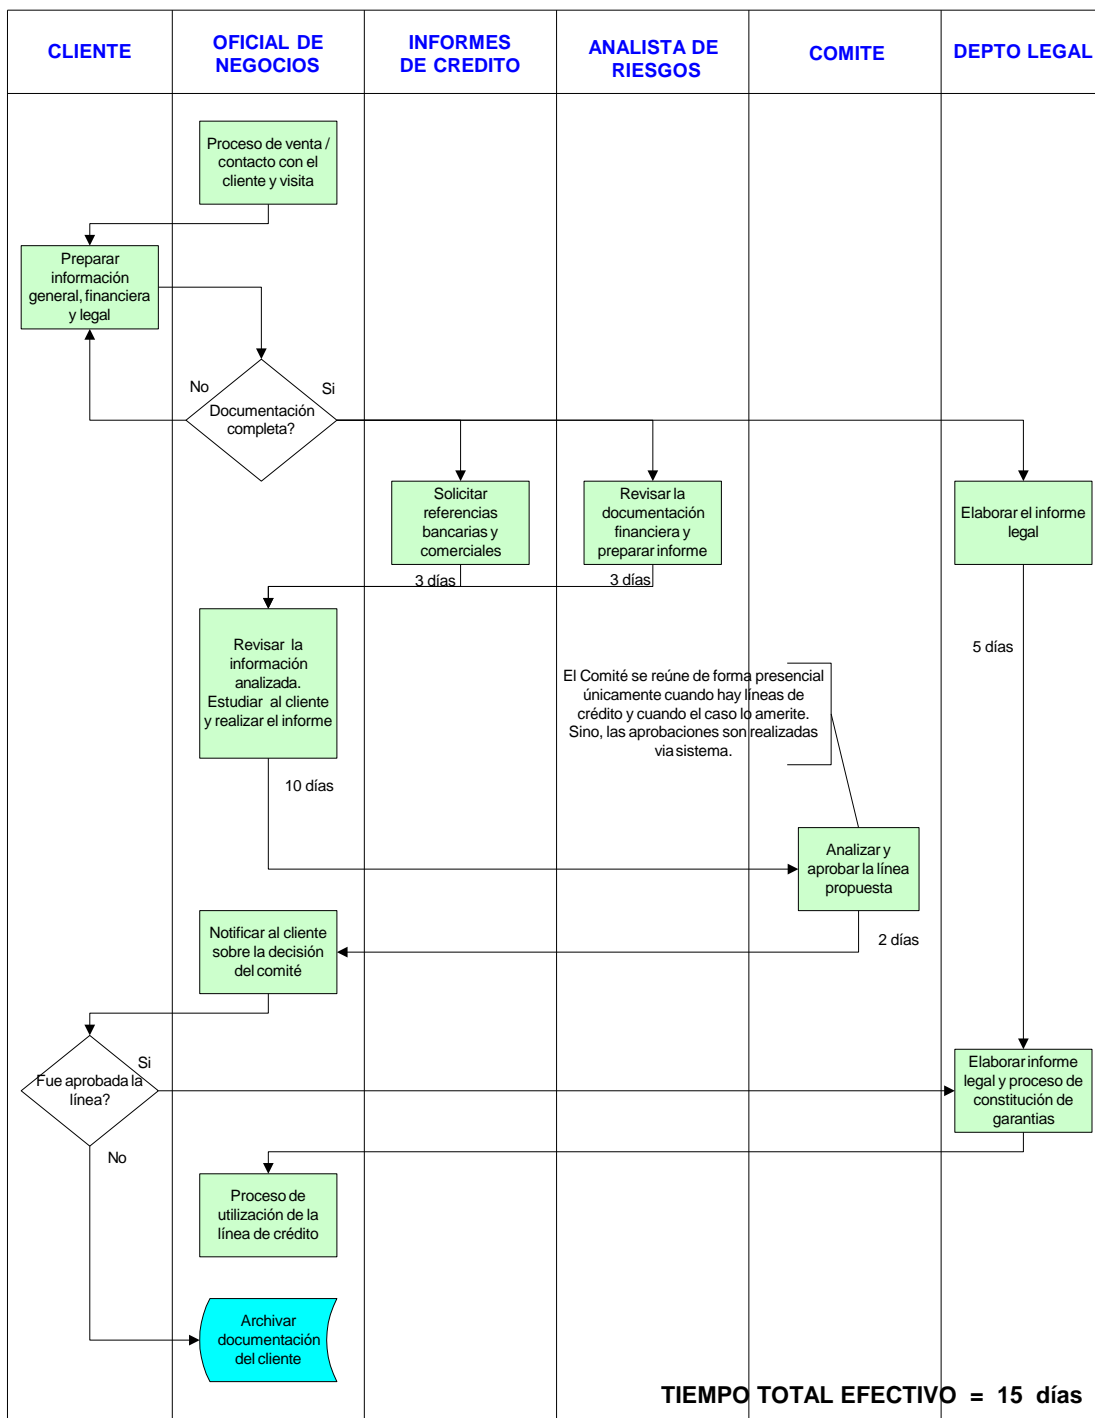 CLIENTE
OFICIAL DE
NEGOCIOS
INFORMES
DE CREDITO
ANALISTA DE
RIESGOS
COMITE
DEPTO LEGAL
Proceso de venta /
contacto con el
cliente y visita
Preparar
información
general, financiera
y legal
No
Si
Documentación
completa?
Solicitar
referencias
bancarias y
comerciales
Revisar la
documentación
financiera y
preparar informe
Elaborar el informe
legal
3 días
3 días
Revisar la
información
analizada.
Estudiar al cliente
y realizar el informe
5 días
El Comité se reúne de forma presencial
únicamente cuando hay líneas de
crédito y cuando el caso lo amerite.
Sino, las aprobaciones son realizadas
via sistema.
10 días
Analizar y
aprobar la línea
propuesta
Notificar al cliente
sobre la decisión
del comité
2 días
Si
Fue aprobada la
línea?
Elaborar informe
legal y proceso de
constitución de
garantias
No
Proceso de
utilización de la
línea de crédito
Archivar
documentación
del cliente
TIEMPO TOTAL EFECTIVO = 15 días